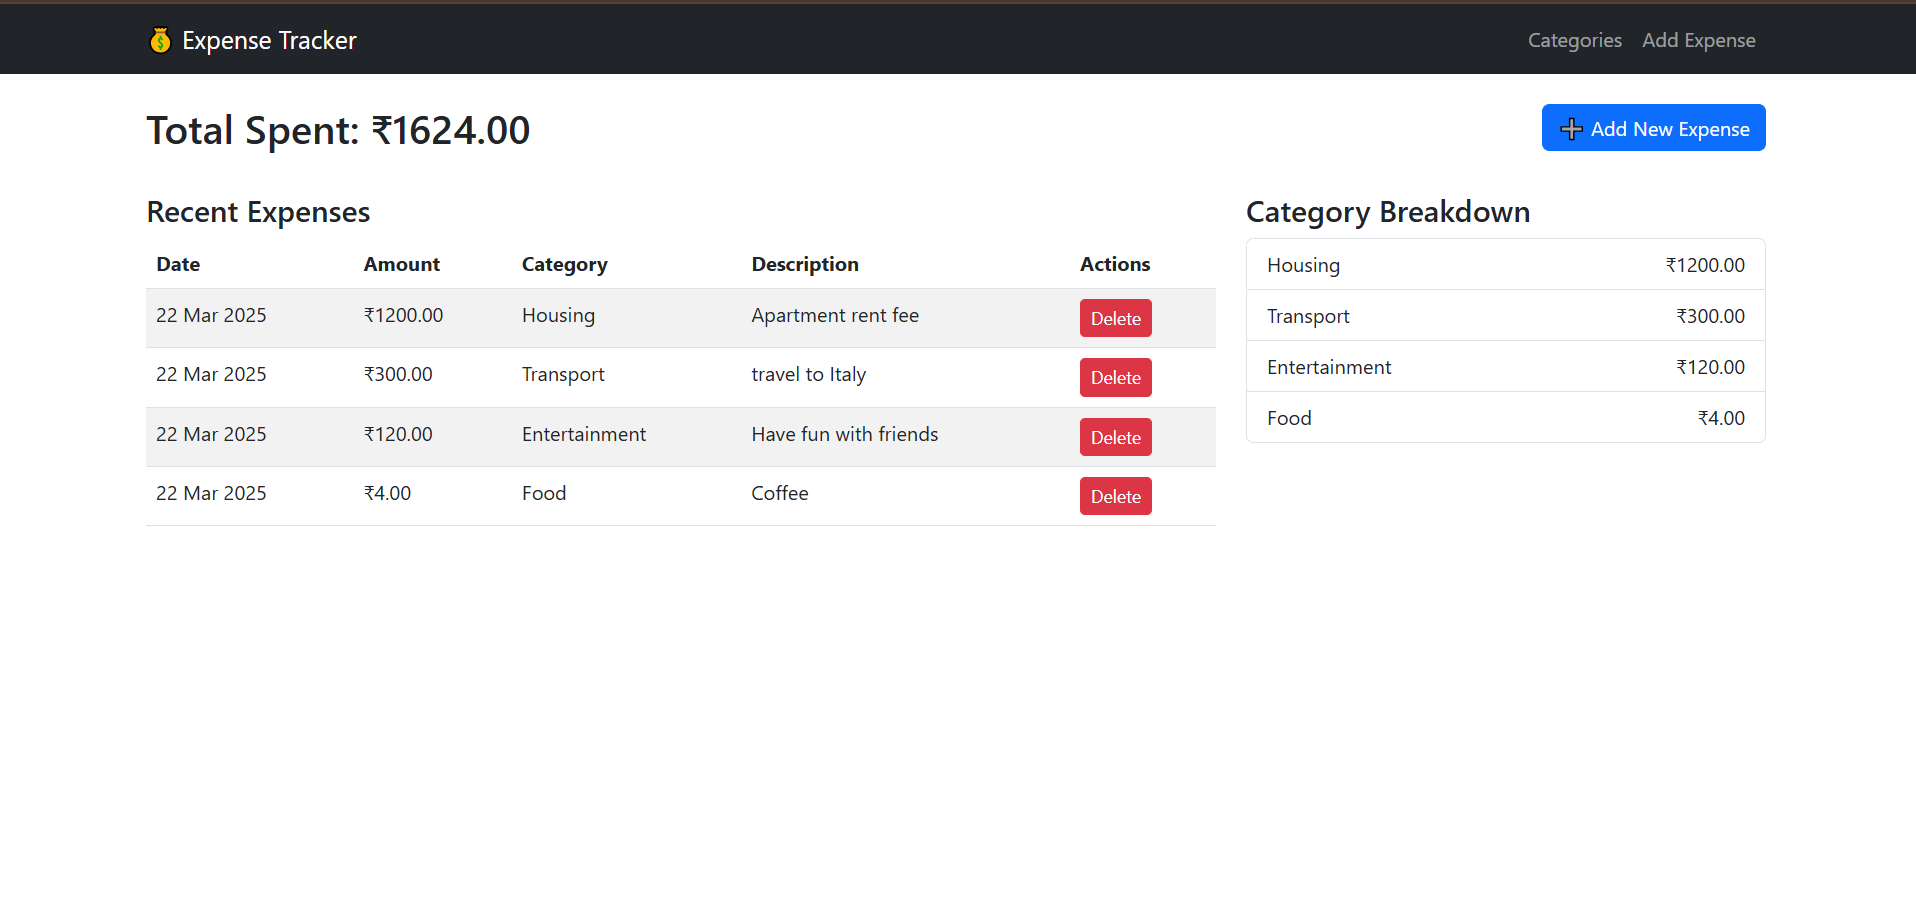 Expense Tracker Categories Add Expense
Total Spent: ₹1624.00 Add New Expense
Recent Expenses
Date Amount Category Description Actions
22 Mar 2025 ₹1200.00 Housing Apartment rent fee Delete
22 Mar 2025 ₹300.00 Transport travel to Italy Delete
22 Mar 2025 ₹120.00 Entertainment Have fun with friends Delete
22 Mar 2025 ₹4.00 Food Coffee Delete
Category Breakdown
Housing ₹1200.00
Transport ₹300.00
Entertainment ₹120.00
Food ₹4.00